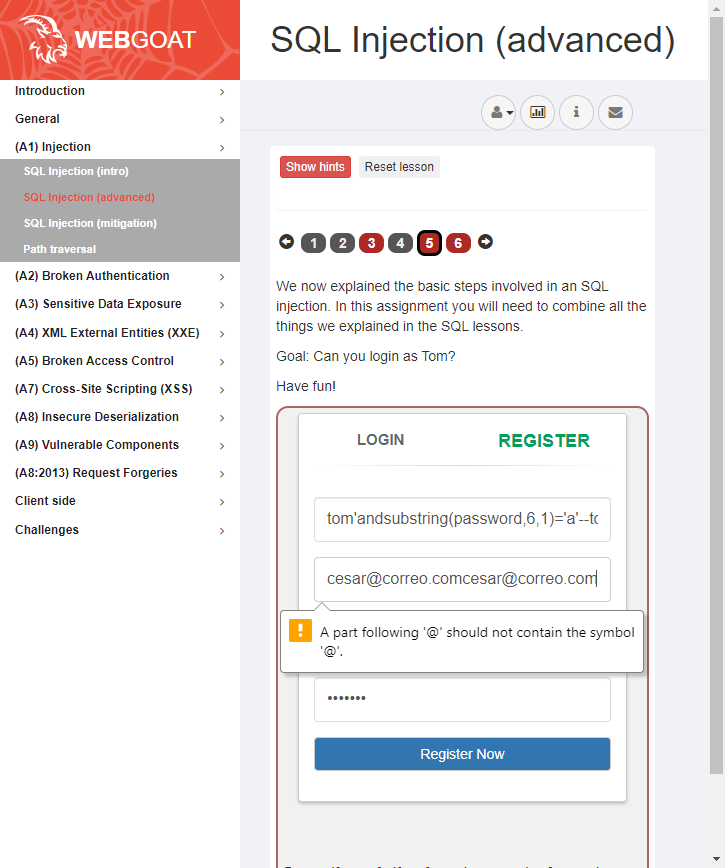 WEBGOAT
SQL Injection (advanced)
Introduction
General
(A1) Injection
SQL Injection (intro)
SQL Injection (advanced)
SQL Injection (mitigation)
Path traversal
(A2) Broken Authentication
(A3) Sensitive Data Exposure
(A4) XML External Entities (XXE)
(A5) Broken Access Control
(A7) Cross-Site Scripting (XSS)
(A8) Insecure Deserialization
(A9) Vulnerable Components
(A8:2013) Request Forgeries
Client side
Challenges
Show hints Reset lesson
1 2 3 4 5 6
We now explained the basic steps involved in an SQL
injection. In this assignment you will need to combine all the
things we explained in the SQL lessons.
Goal: Can you login as Tom?
Have fun!
LOGIN REGISTER
tom'andsubstring(password,6,1)='a'--
cesar@correo.comcesar@correo.com
! A part following '@' should not contain the symbol
'@'.
•••••••
Register Now